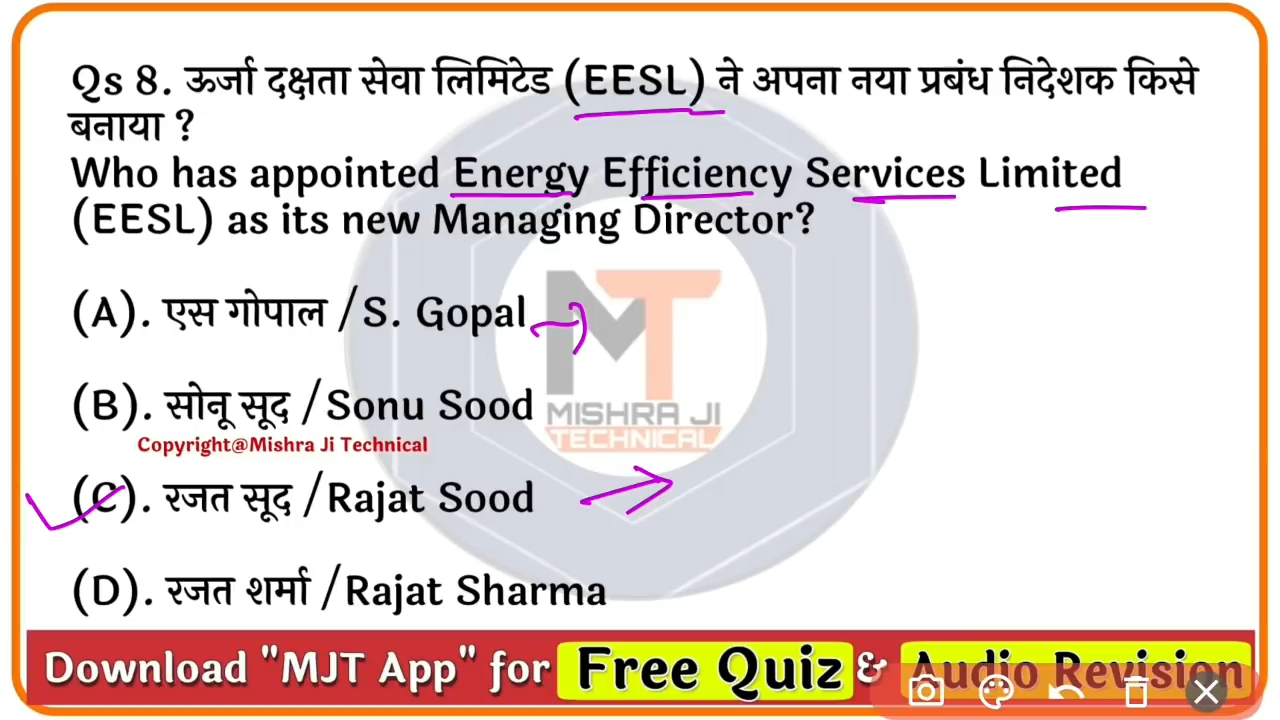 Qs 8. ऊर्जा दक्षता सेवा लिमिटेड (EESL) ने अपना नया प्रबंध निदेशक किसे
बनाया ?
Who has appointed Energy Efficiency Services Limited
(EESL) as its new Managing Director?
(A). एस गोपाल / S. Gopal
(B). सोनू सूद / Sonu Sood
Copyright@Mishra Ji Technical
(C). रजत सूद / Rajat Sood
(D). रजत शर्मा / Rajat Sharma
MT
MISHRA JI
TECHNICAL
Download "MJT App" for Free Quiz & Audio Revision